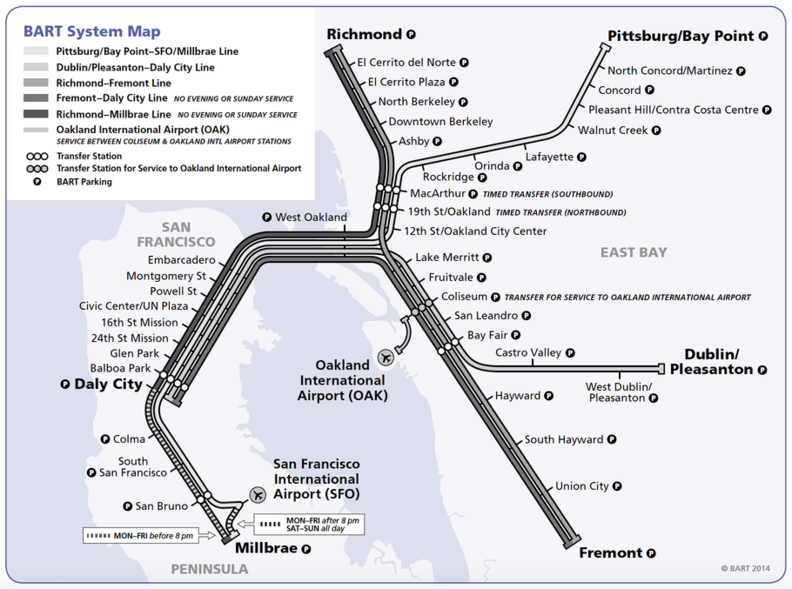 BART System Map
Pittsburg/Bay Point–SFO/Millbrae Line
Dublin/Pleasanton–Daly City Line
Richmond–Fremont Line
Fremont–Daly City Line NO EVENING OR SUNDAY SERVICE
Richmond–Millbrae Line NO EVENING OR SUNDAY SERVICE
Oakland International Airport (OAK)
SERVICE BETWEEN COLISEUM & OAKLAND INTL AIRPORT STATIONS
Transfer Station
Transfer Station for Service to Oakland International Airport
P BART Parking
Richmond P
El Cerrito del Norte P
El Cerrito Plaza P
North Berkeley P
Downtown Berkeley
Ashby P
Pittsburg/Bay Point P
North Concord/Martinez P
Concord P
Pleasant Hill/Contra Costa Centre P
Walnut Creek P
Lafayette P
Orinda P
Rockridge P
MacArthur P TIMED TRANSFER (SOUTHBOUND)
19th St/Oakland TIMED TRANSFER (NORTHBOUND)
12th St/Oakland City Center
P West Oakland
SAN
FRANCISCO
EAST BAY
Embarcadero
Montgomery St
Powell St
Civic Center/UN Plaza
16th St Mission
24th St Mission
Glen Park
Balboa Park
P Daly City
Lake Merritt P
Fruitvale P
Coliseum P TRANSFER FOR SERVICE TO OAKLAND INTERNATIONAL AIRPORT
San Leandro P
Bay Fair P
Castro Valley P
Dublin/
Pleasanton P
West Dublin/
Pleasanton P
Oakland
International
Airport (OAK)
Hayward P
South Hayward P
Union City P
Fremont P
P Colma
South
P San Francisco
P San Bruno
San Francisco
International
Airport (SFO)
MON–FRI before 8 pm
MON–FRI after 8 pm
SAT–SUN all day
Millbrae P
PENINSULA
© BART 2014